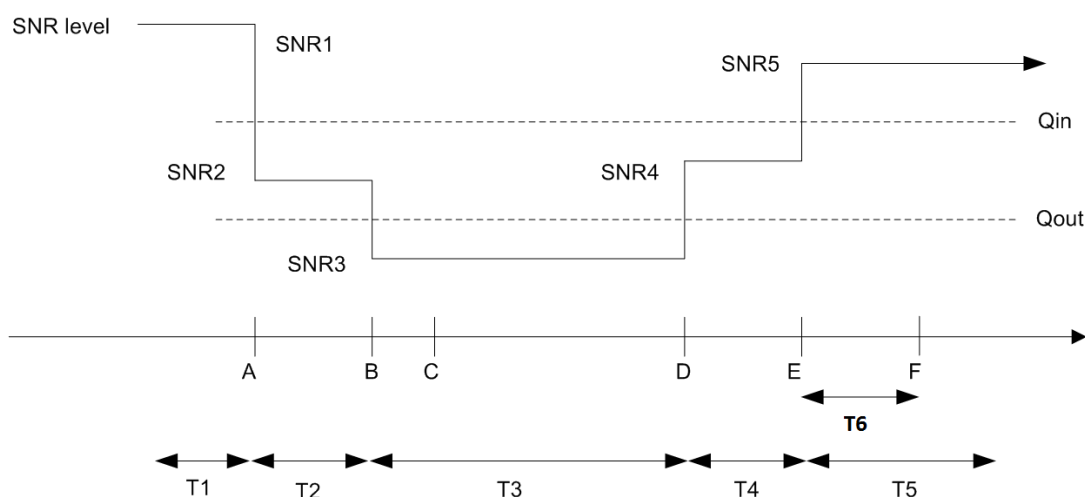 SNR level
SNR1
SNR5
Qin
SNR2
SNR4
Qout
SNR3
A B C D E F
T6
T1 T2 T3 T4 T5